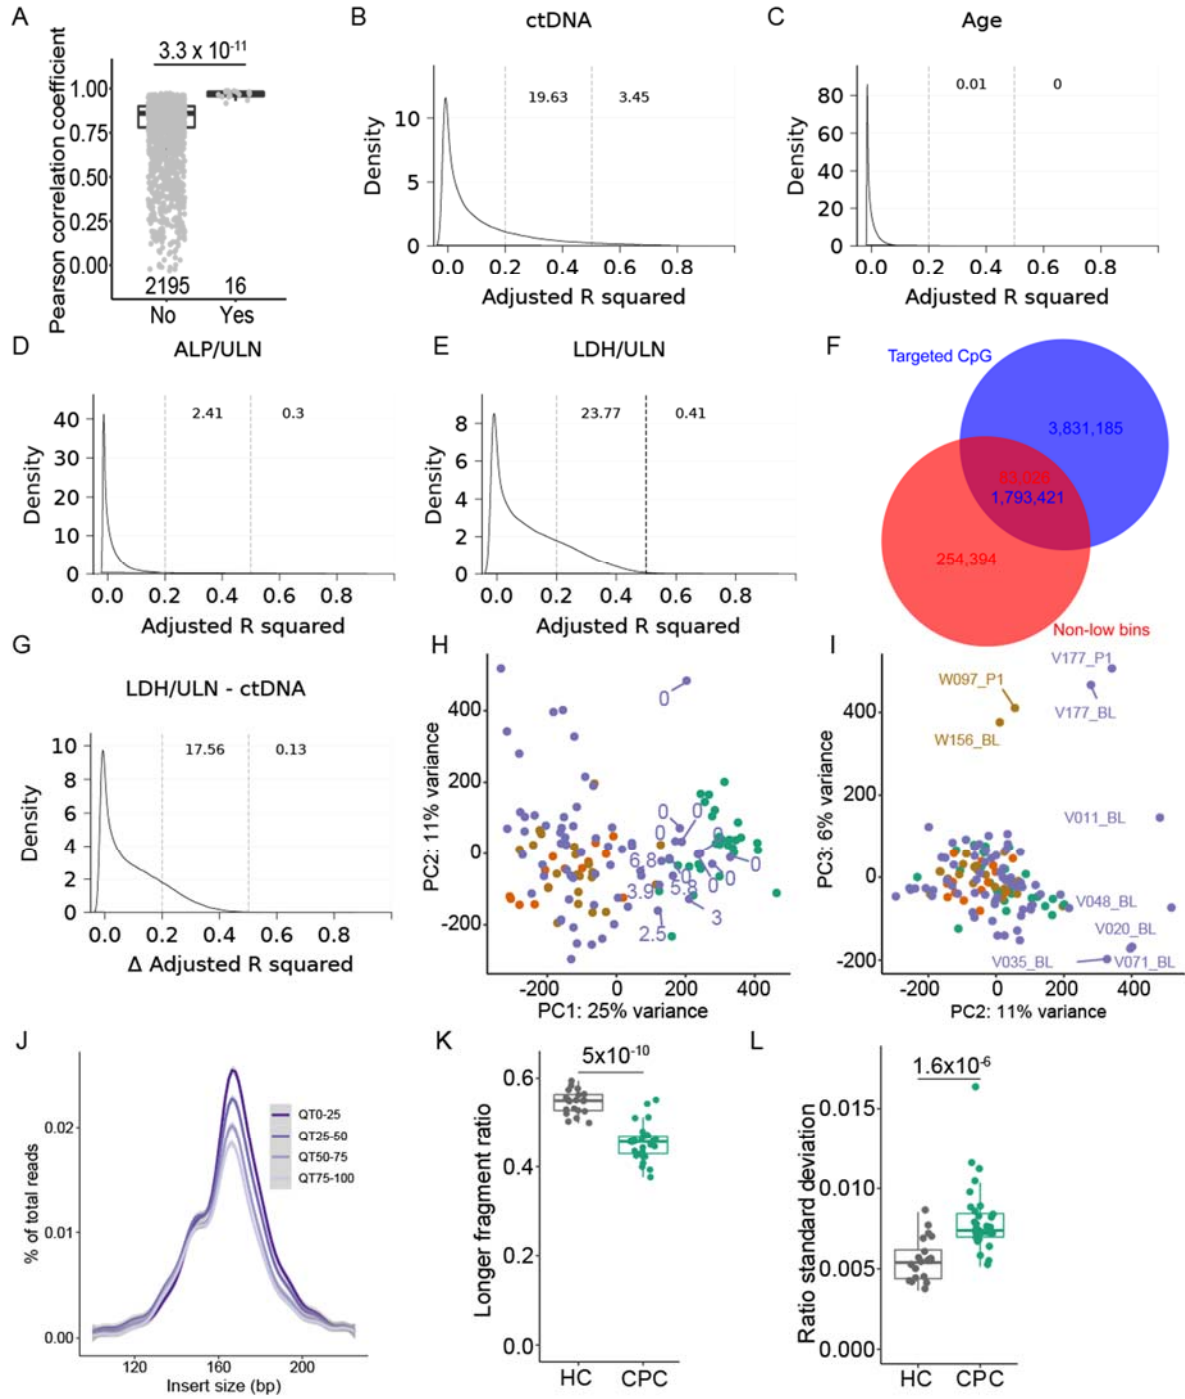 A
3.3 x 10-11
Pearson correlation coefficient
1.00
0.75
0.50
0.25
0.00
2195 16
No Yes
B
ctDNA
19.63 3.45
Density
10
5
0
0.0 0.2 0.4 0.6 0.8
Adjusted R squared
C
Age
0.01 0
Density
80
60
40
20
0
0.0 0.2 0.4 0.6 0.8
Adjusted R squared
D
ALP/ULN
2.41 0.3
Density
40
30
20
10
0
0.0 0.2 0.4 0.6 0.8
Adjusted R squared
E
LDH/ULN
23.77 0.41
Density
8
6
4
2
0
0.0 0.2 0.4 0.6 0.8
Adjusted R squared
F
Targeted CpG
3,831,185
83,026
1,793,421
254,394
Non-low bins
G
LDH/ULN - ctDNA
17.56 0.13
Density
10
8
6
4
2
0
0.0 0.2 0.4 0.6 0.8
Δ Adjusted R squared
H
PC2: 11% variance
400
200
0
-200
0
0
0
0
0
6.8
0
3.9
5.8
0
0
0
3
2.5
-200 0 200 400
PC1: 25% variance
I
V177_P1
W097_P1
V177_BL
W156_BL
V011_BL
V048_BL
V020_BL
V035_BL
V071_BL
PC3: 6% variance
400
200
0
-200
-200 0 200 400
PC2: 11% variance
J
% of total reads
0.02
0.01
0.00
QT0-25
QT25-50
QT50-75
QT75-100
120 160 200
Insert size (bp)
K
5x10-10
Longer fragment ratio
0.6
0.4
0.2
0.0
HC CPC
L
1.6x10-6
Ratio standard deviation
0.015
0.010
0.005
0.000
HC CPC